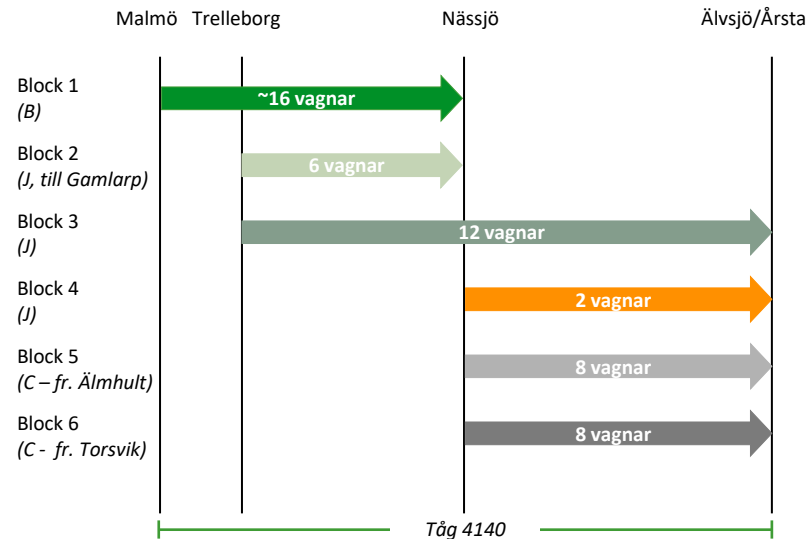 Malmö Trelleborg Nässjö Älvsjö/Årsta
Block 1
(B)
~16 vagnar
Block 2
(J, till Gamlarp)
6 vagnar
Block 3
(J)
12 vagnar
Block 4
(J)
2 vagnar
Block 5
(C – fr. Älmhult)
8 vagnar
Block 6
(C - fr. Torsvik)
8 vagnar
Tåg 4140